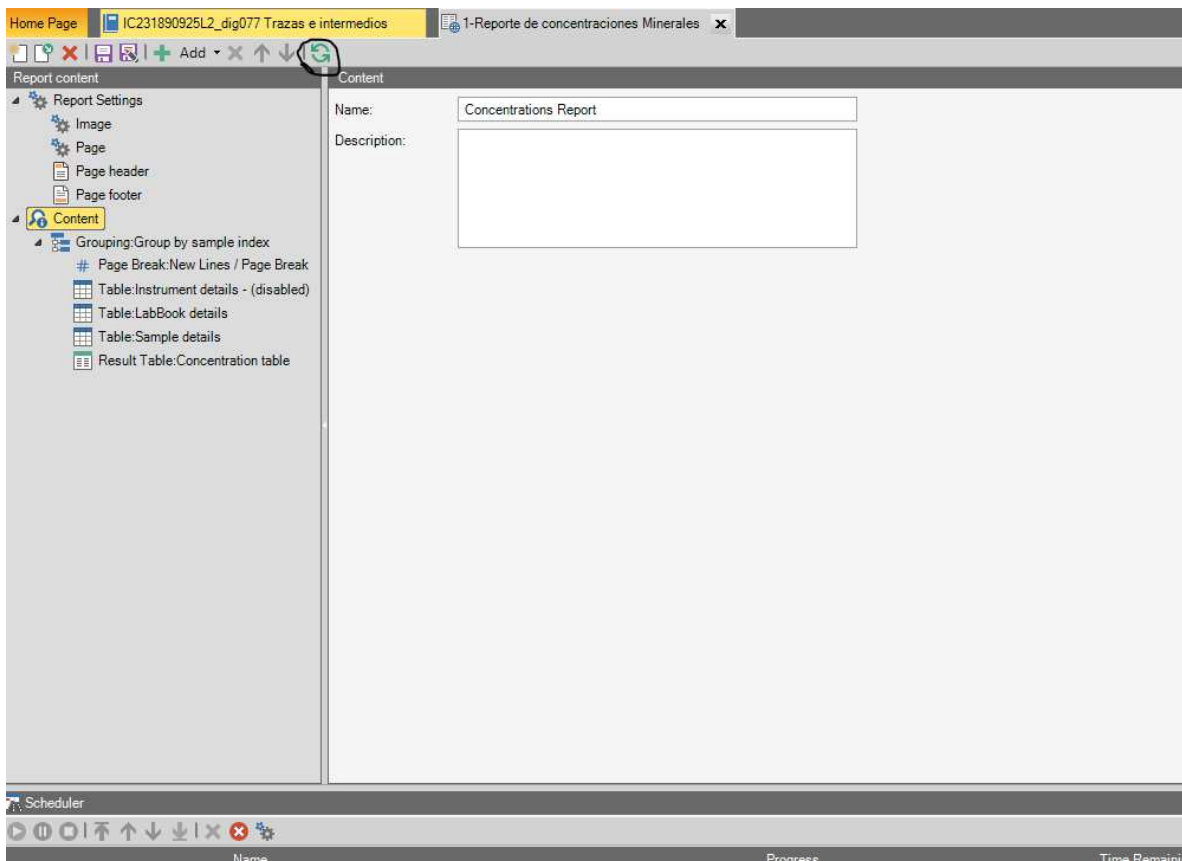 Home Page IC231890925L2_dig077 Trazas e intermedios 1-Reporte de concentraciones Minerales
Add
Report content Content
Report Settings
Image
Page
Page header
Page footer
Content
Grouping:Group by sample index
Page Break:New Lines / Page Break
Table:Instrument details - (disabled)
Table:LabBook details
Table:Sample details
Result Table:Concentration table
Name: Concentrations Report
Description:
Scheduler
Name Progress Time Remaini